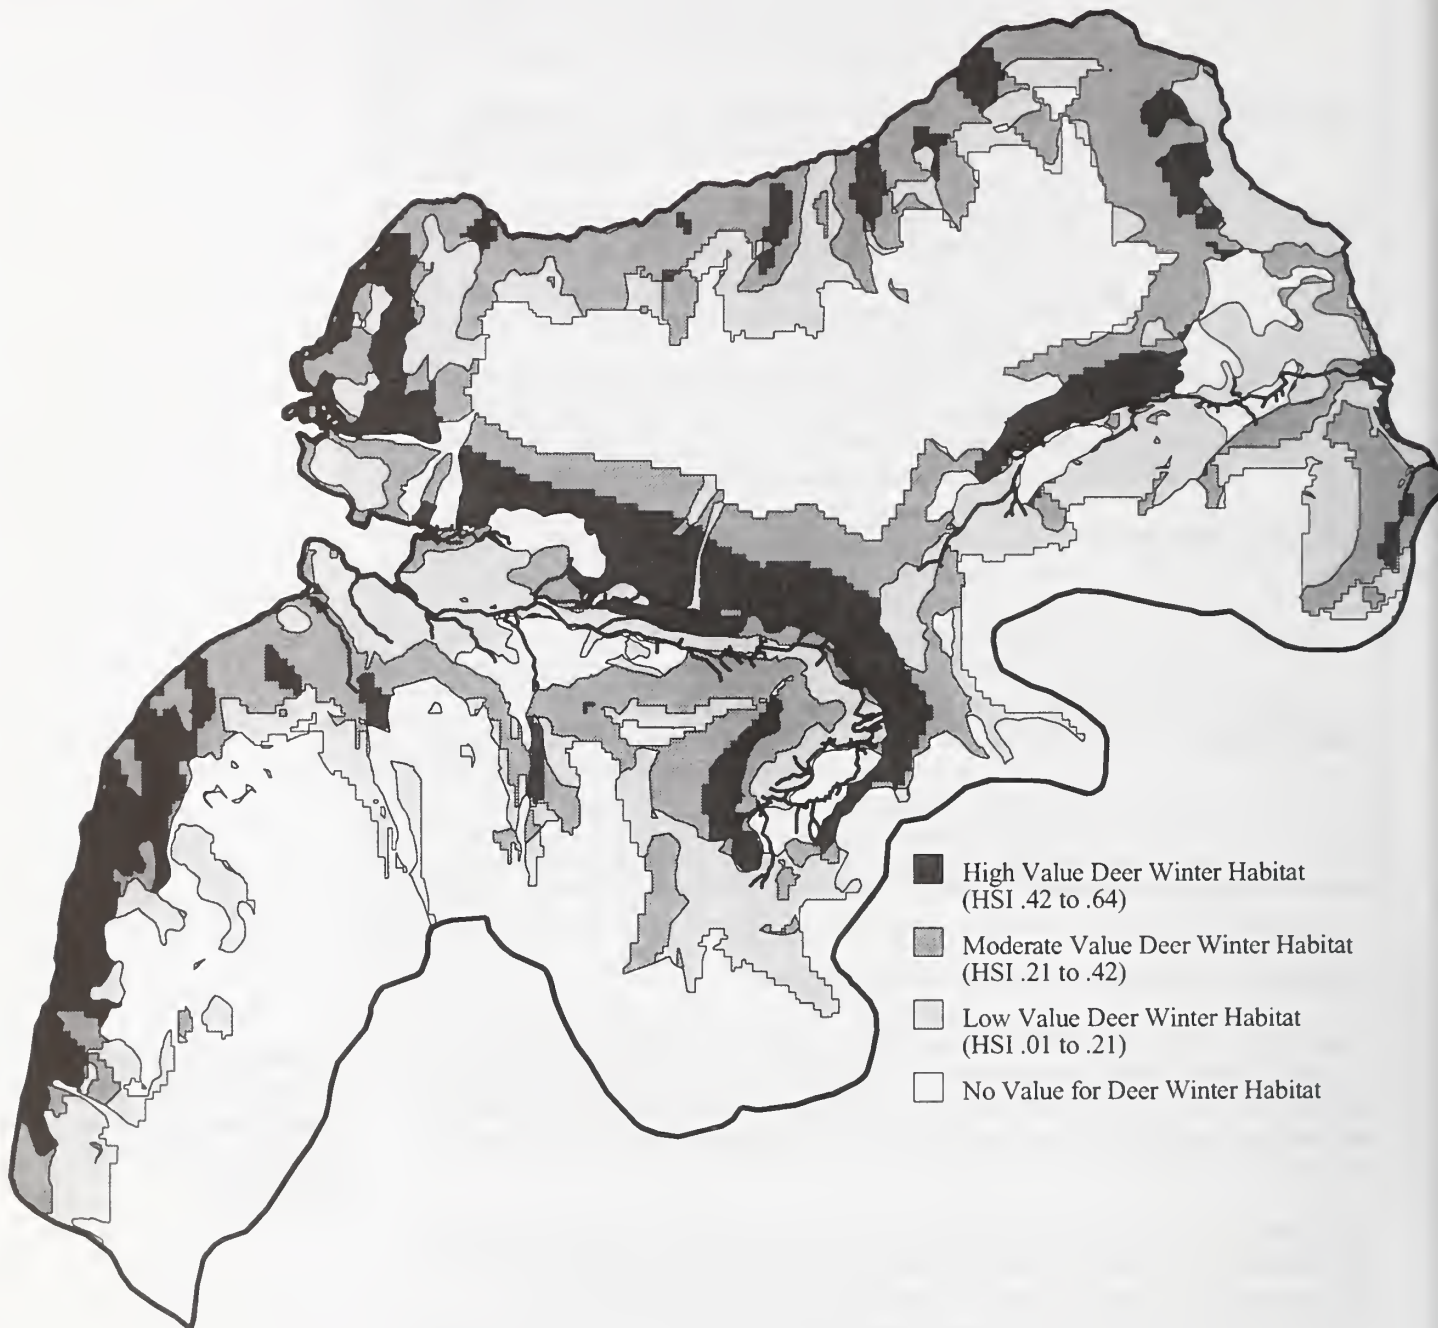 High Value Deer Winter Habitat
(HSI .42 to .64)
Moderate Value Deer Winter Habitat
(HSI .21 to .42)
Low Value Deer Winter Habitat
(HSI .01 to .21)
No Value for Deer Winter Habitat